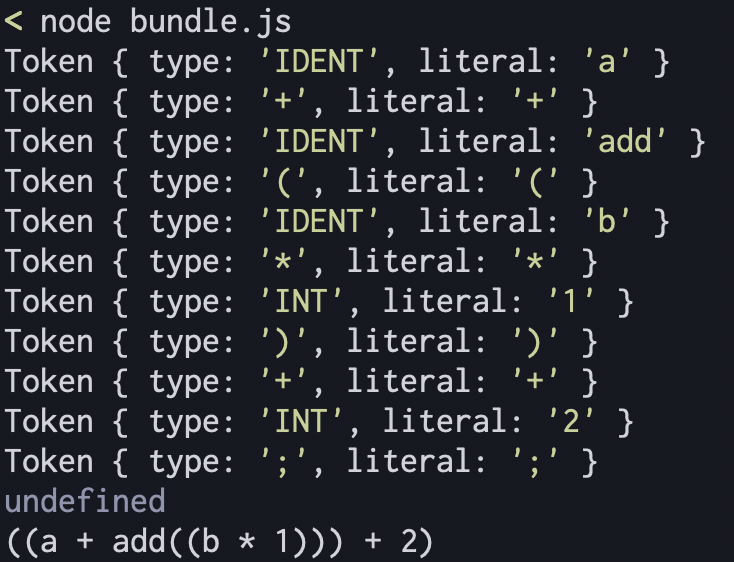 < node bundle.js
Token { type: 'IDENT', literal: 'a' }
Token { type: '+', literal: '+' }
Token { type: 'IDENT', literal: 'add' }
Token { type: '(', literal: '(' }
Token { type: 'IDENT', literal: 'b' }
Token { type: '*', literal: '*' }
Token { type: 'INT', literal: '1' }
Token { type: ')', literal: ')' }
Token { type: '+', literal: '+' }
Token { type: 'INT', literal: '2' }
Token { type: ';', literal: ';' }
undefined
((a + add((b * 1))) + 2)